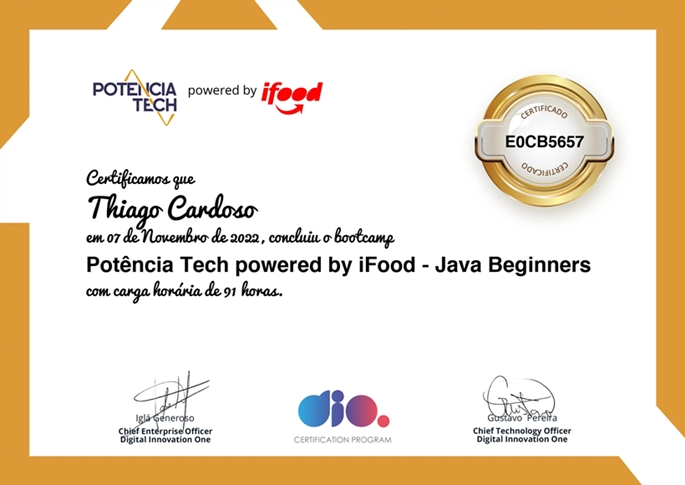 POTÊNCIA
TECH
powered by ifood
CERTIFICADO
E0CB5657
CERTIFICADO
Certificamos que
Thiago Cardoso
em 07 de Novembro de 2022, concluiu o bootcamp
Potência Tech powered by iFood - Java Beginners
com carga horária de 91 horas.
Iglá Generoso
Chief Enterprise Officer
Digital Innovation One
dio.
CERTIFICATION PROGRAM
Gustavo Pereira
Chief Technology Officer
Digital Innovation One